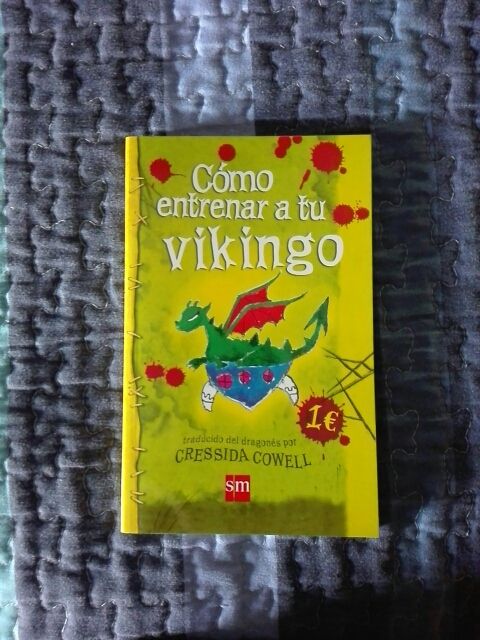 Cómo
entrenar a tu
vikingo
1€
traducido del dragonés por
CRESSIDA COWELL
sm